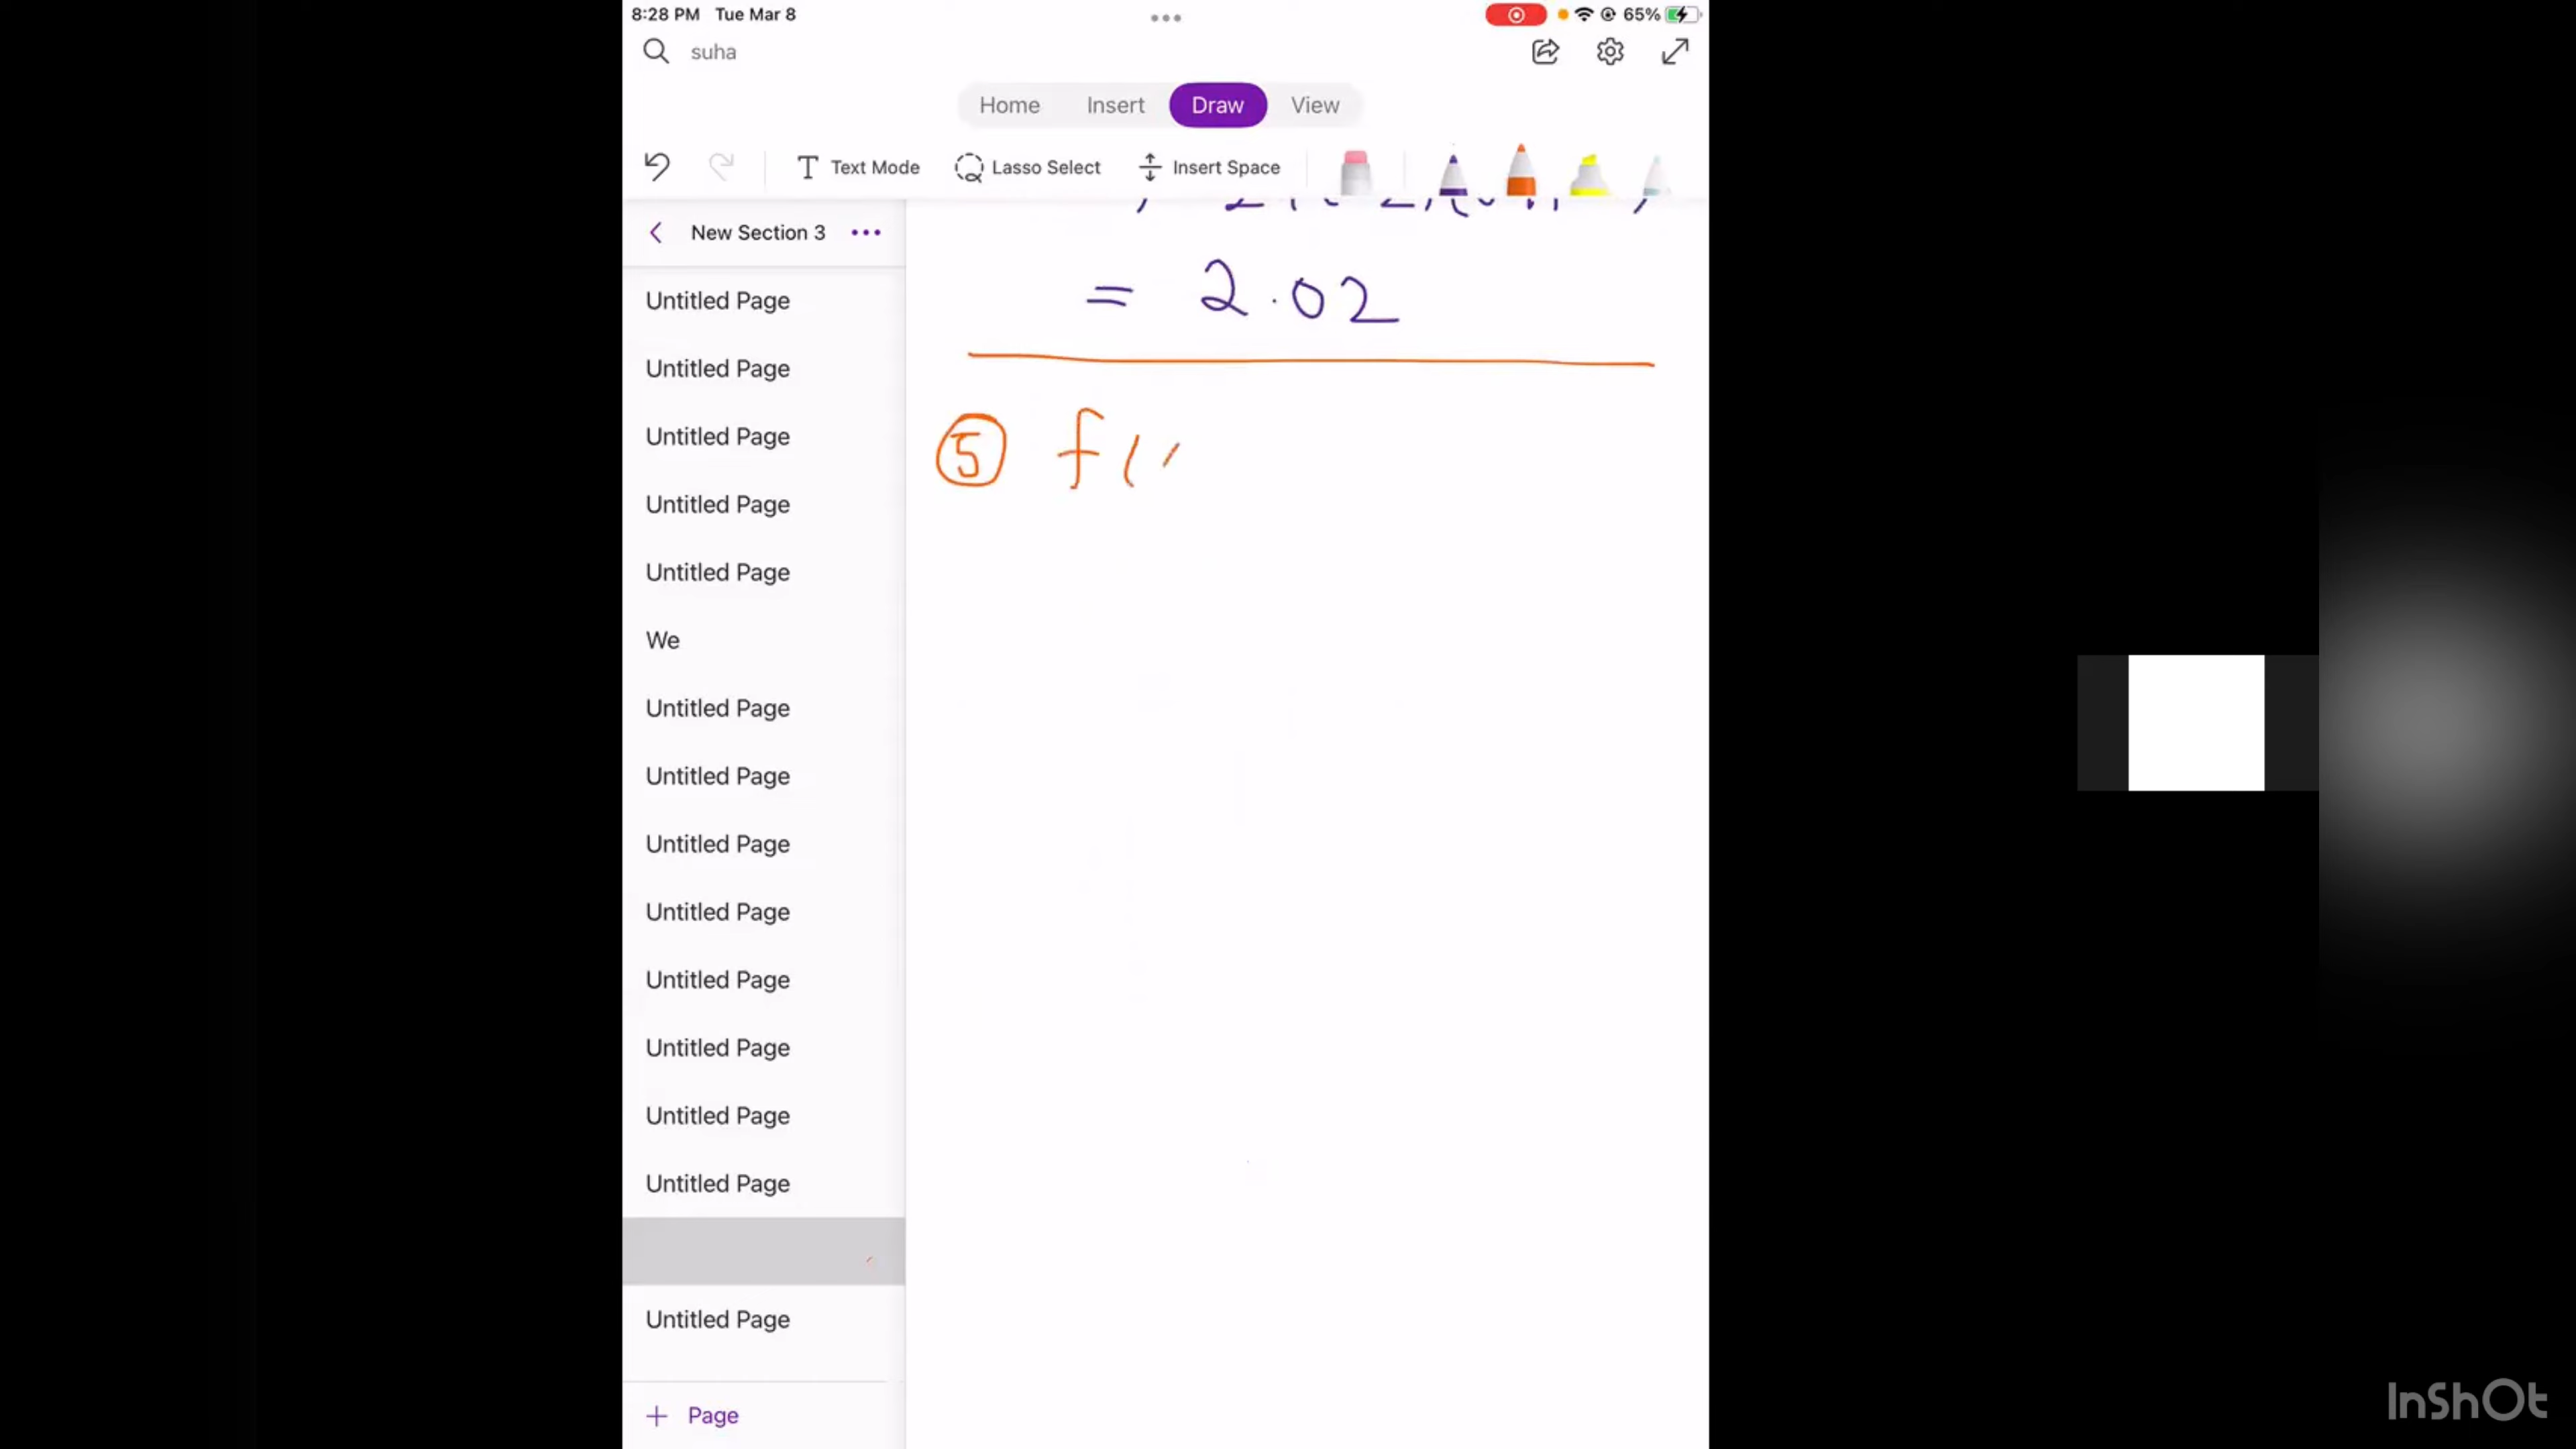 8:28 PM Tue Mar 8
65%
suha
Home Insert Draw View
Text Mode Lasso Select Insert Space
New Section 3
= 2.02
Untitled Page
Untitled Page
⑤ f(
Untitled Page
Untitled Page
Untitled Page
We
Untitled Page
Untitled Page
Untitled Page
Untitled Page
Untitled Page
Untitled Page
Untitled Page
Untitled Page
Untitled Page
+ Page
InShOt